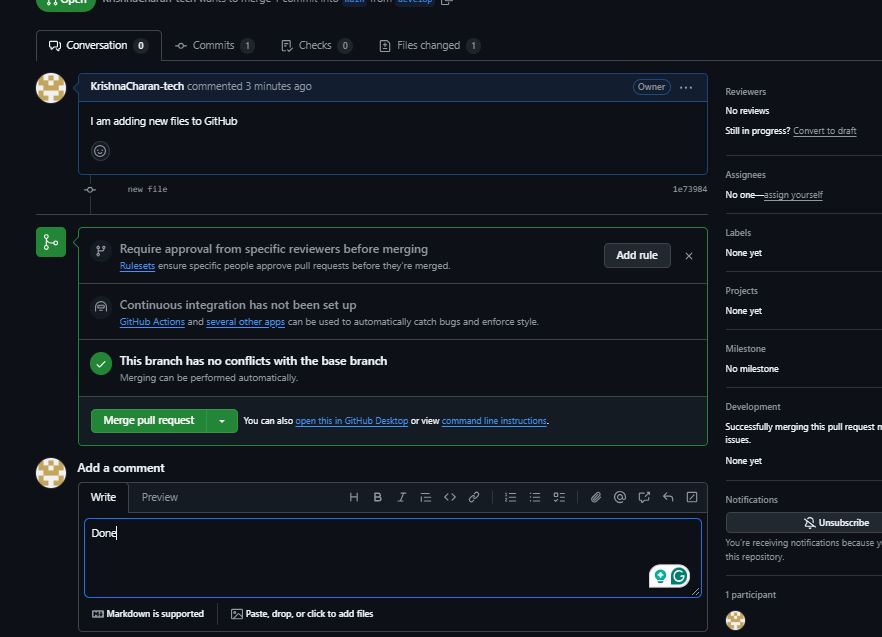 Open KrishnaCharan-tech wants to merge 1 commit into main from develop
Conversation 0 Commits 1 Checks 0 Files changed 1
KrishnaCharan-tech commented 3 minutes ago Owner ...
I am adding new files to GitHub
new file 1e73984
Require approval from specific reviewers before merging
Rulesets ensure specific people approve pull requests before they're merged.
Add rule
Continuous integration has not been set up
GitHub Actions and several other apps can be used to automatically catch bugs and enforce style.
This branch has no conflicts with the base branch
Merging can be performed automatically.
Merge pull request You can also open this in GitHub Desktop or view command line instructions.
Add a comment
Write Preview
Done
Markdown is supported Paste, drop, or click to add files
Reviewers
No reviews
Still in progress? Convert to draft
Assignees
No one—assign yourself
Labels
None yet
Projects
None yet
Milestone
No milestone
Development
Successfully merging this pull request
issues.
None yet
Notifications
Unsubscribe
You're receiving notifications because
this repository.
1 participant